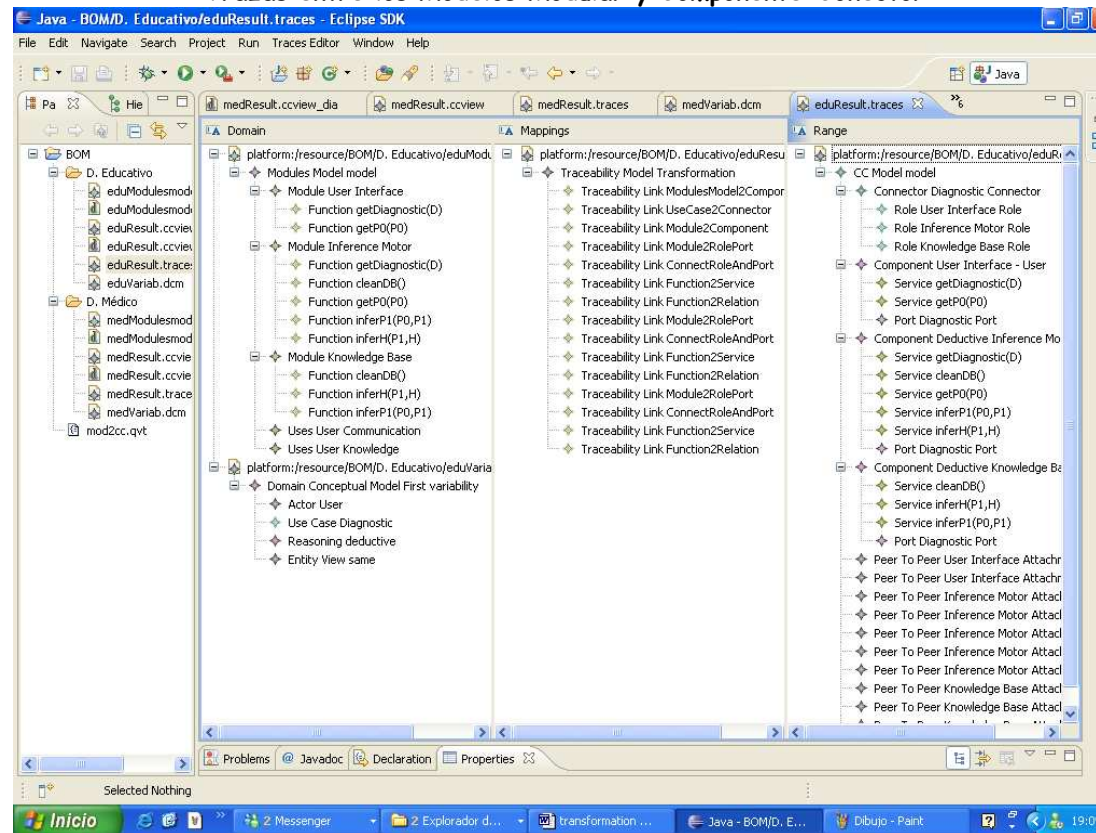 Java - BOM/D. Educativo/eduResult.traces - Eclipse SDK
File Edit Navigate Search Project Run TracesEditor Window Help
Java
Pa Hie medResult.ccview_dia medResult.ccview medResult.traces medVariab.dcm eduResult.traces »6
Domain Mappings Range
BOM
D. Educativo
eduModulesmod
eduModulesmod
eduResult.ccvie
eduResult.ccvie
eduResult.trace
eduVariab.dcm
D. Médico
medModulesmod
medModulesmod
medResult.ccvie
medResult.ccvie
medResult.trace
medVariab.dcm
mod2cc.qvt
platform:/resource/BOM/D. Educativo/eduModu
Modules Model model
Module User Interface
Function getDiagnostic(D)
Function getP0(P0)
Module Inference Motor
Function getDiagnostic(D)
Function cleanDB()
Function getP0(P0)
Function inferP1(P0,P1)
Function inferH(P1,H)
Module Knowledge Base
Function cleanDB()
Function inferH(P1,H)
Function inferP1(P0,P1)
Uses User Communication
Uses User Knowledge
platform:/resource/BOM/D. Educativo/eduVaria
Domain Conceptual Model First variability
Actor User
Use Case Diagnostic
Reasoning deductive
Entity View same
platform:/resource/BOM/D. Educativo/eduResu
Traceability Model Transformation
Traceability Link ModulesModel2Compor
Traceability Link UseCase2Connector
Traceability Link Module2Component
Traceability Link Module2RolePort
Traceability Link ConnectRoleAndPort
Traceability Link Function2Service
Traceability Link Function2Relation
Traceability Link Module2RolePort
Traceability Link ConnectRoleAndPort
Traceability Link Function2Service
Traceability Link Function2Relation
Traceability Link Module2RolePort
Traceability Link ConnectRoleAndPort
Traceability Link Function2Service
Traceability Link Function2Relation
platform:/resource/BOM/D. Educativo/eduR
CC Model model
Connector Diagnostic Connector
Role User Interface Role
Role Inference Motor Role
Role Knowledge Base Role
Component User Interface - User
Service getDiagnostic(D)
Service getP0(P0)
Port Diagnostic Port
Component Deductive Inference Mo
Service getDiagnostic(D)
Service cleanDB()
Service getP0(P0)
Service inferP1(P0,P1)
Service inferH(P1,H)
Port Diagnostic Port
Component Deductive Knowledge Ba
Service cleanDB()
Service inferH(P1,H)
Service inferP1(P0,P1)
Port Diagnostic Port
Peer To Peer User Interface Attachr
Peer To Peer User Interface Attachr
Peer To Peer Inference Motor Attacl
Peer To Peer Inference Motor Attacl
Peer To Peer Inference Motor Attacl
Peer To Peer Inference Motor Attacl
Peer To Peer Inference Motor Attacl
Peer To Peer Knowledge Base Attacl
Peer To Peer Knowledge Base Attacl
Problems Javadoc Declaration Properties
Selected Nothing
Inicio 2 Messenger 2 Explorador d... transformation ... Java - BOM/D. E... Dibujo - Paint 19:0